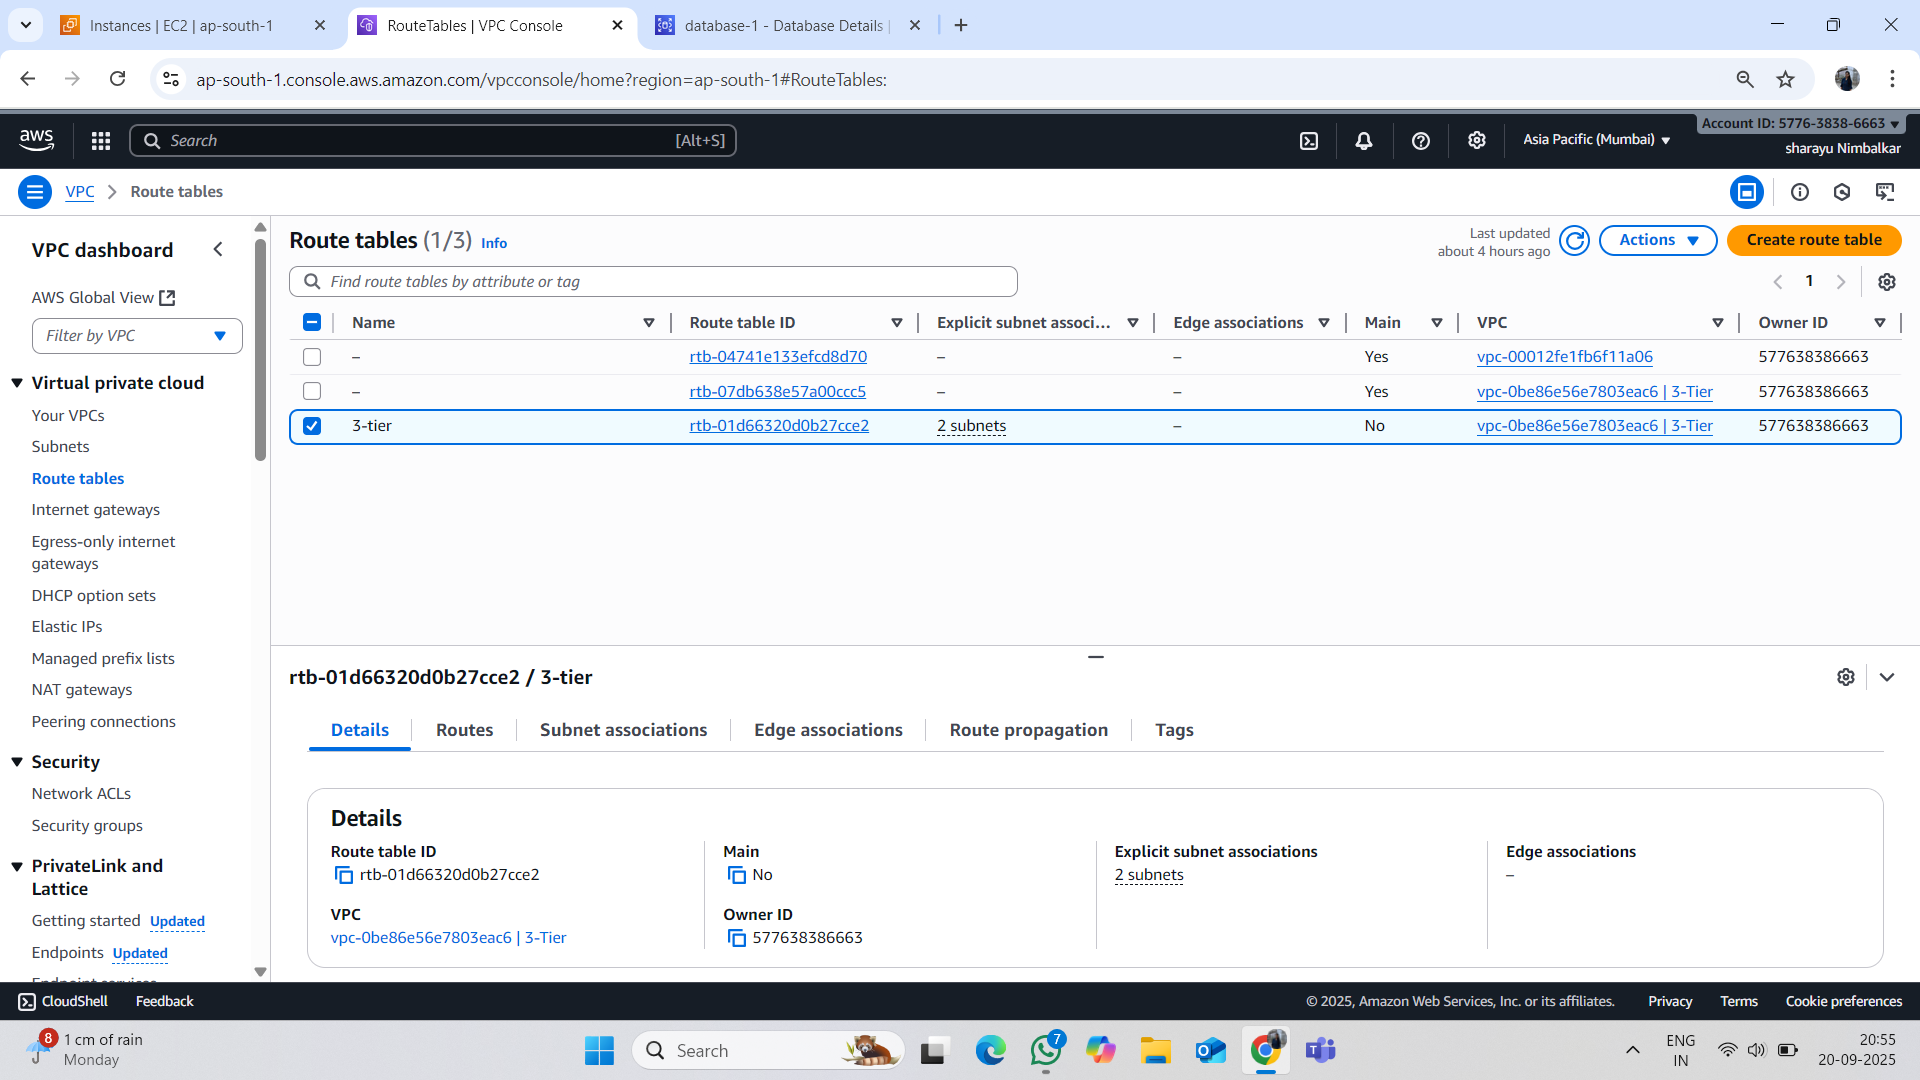 Instances | EC2 | ap-south-1
RouteTables | VPC Console
database-1 - Database Details |
ap-south-1.console.aws.amazon.com/vpcconsole/home?region=ap-south-1#RouteTables:
aws
Search
[Alt+S]
Asia Pacific (Mumbai)
Account ID: 5776-3838-6663
sharayu Nimbalkar
VPC
Route tables
VPC dashboard
AWS Global View
Filter by VPC
Virtual private cloud
Your VPCs
Subnets
Route tables
Internet gateways
Egress-only internet
gateways
DHCP option sets
Elastic IPs
Managed prefix lists
NAT gateways
Peering connections
Security
Network ACLs
Security groups
PrivateLink and
Lattice
Getting started Updated
Endpoints Updated
Endpoint services
Route tables (1/3) Info
Last updated
about 4 hours ago
Actions
Create route table
Find route tables by attribute or tag
1
Name Route table ID Explicit subnet associ... Edge associations Main VPC Owner ID
– rtb-04741e133efcd8d70 – – Yes vpc-00012fe1fb6f11a06 577638386663
– rtb-07db638e57a00ccc5 – – Yes vpc-0be86e56e7803eac6 | 3-Tier 577638386663
3-tier rtb-01d66320d0b27cce2 2 subnets – No vpc-0be86e56e7803eac6 | 3-Tier 577638386663
rtb-01d66320d0b27cce2 / 3-tier
Details Routes Subnet associations Edge associations Route propagation Tags
Details
Route table ID
rtb-01d66320d0b27cce2
Main
No
Explicit subnet associations
2 subnets
Edge associations
–
VPC
vpc-0be86e56e7803eac6 | 3-Tier
Owner ID
577638386663
CloudShell Feedback
© 2025, Amazon Web Services, Inc. or its affiliates. Privacy Terms Cookie preferences
8
1 cm of rain
Monday
Search
7
ENG
IN
20:55
20-09-2025